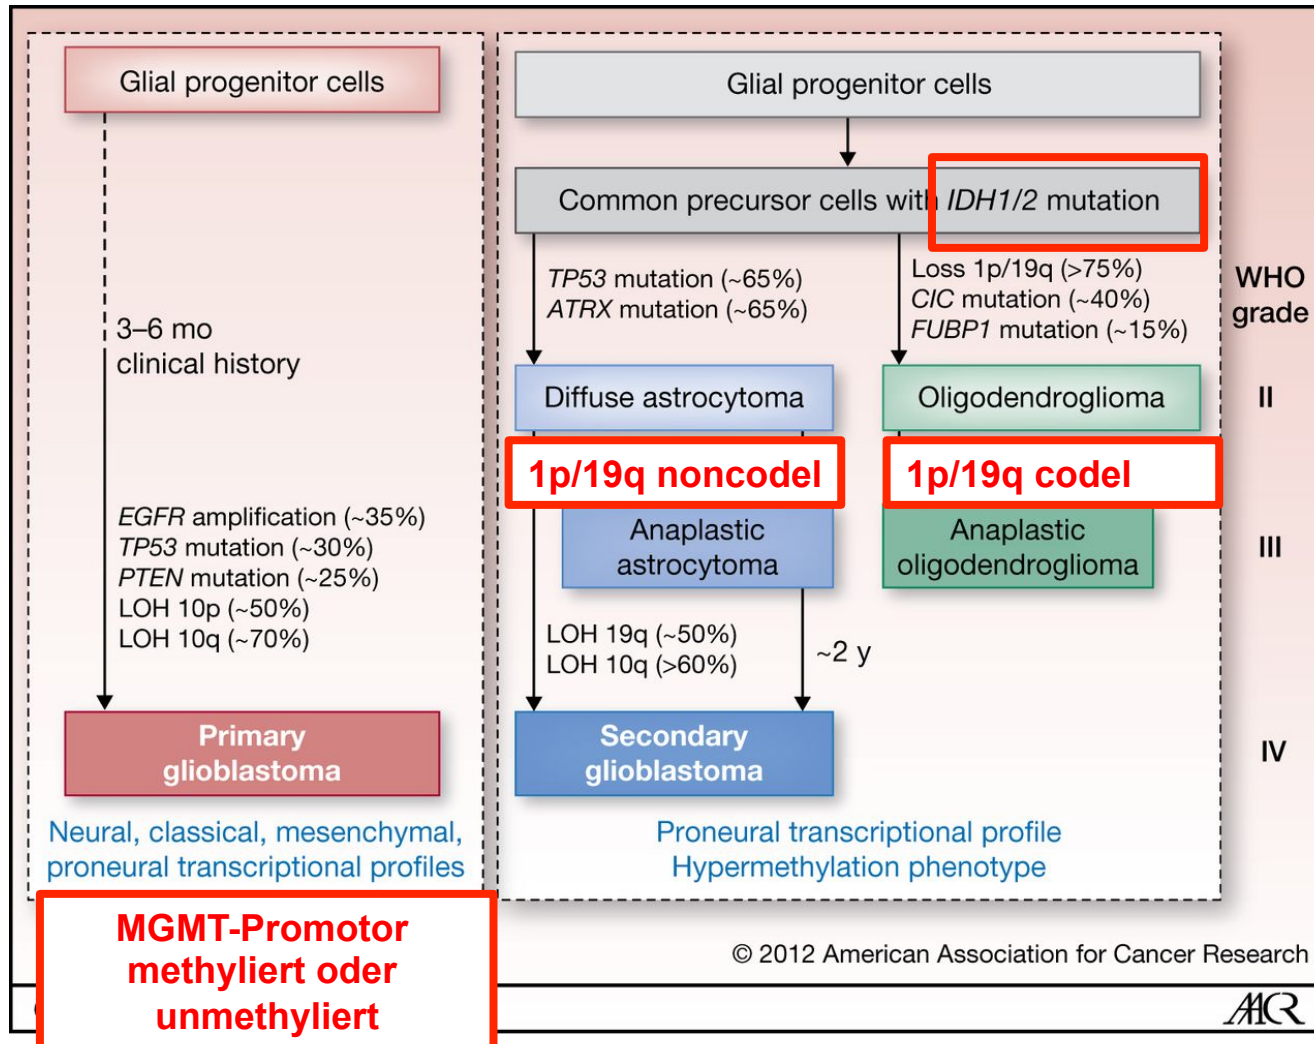 Glial progenitor cells
3–6 mo
clinical history
EGFR amplification (~35%)
TP53 mutation (~30%)
PTEN mutation (~25%)
LOH 10p (~50%)
LOH 10q (~70%)
Primary
glioblastoma
Neural, classical, mesenchymal,
proneural transcriptional profiles
MGMT-Promotor
methyliert oder
unmethyliert
Glial progenitor cells
Common precursor cells with IDH1/2 mutation
TP53 mutation (~65%)
ATRX mutation (~65%)
Loss 1p/19q (>75%)
CIC mutation (~40%)
FUBP1 mutation (~15%)
WHO
grade
Diffuse astrocytoma
Oligodendroglioma
II
1p/19q noncodel
1p/19q codel
Anaplastic
astrocytoma
Anaplastic
oligodendroglioma
III
LOH 19q (~50%)
LOH 10q (>60%)
~2 y
Secondary
glioblastoma
IV
Proneural transcriptional profile
Hypermethylation phenotype
© 2012 American Association for Cancer Research
AACR